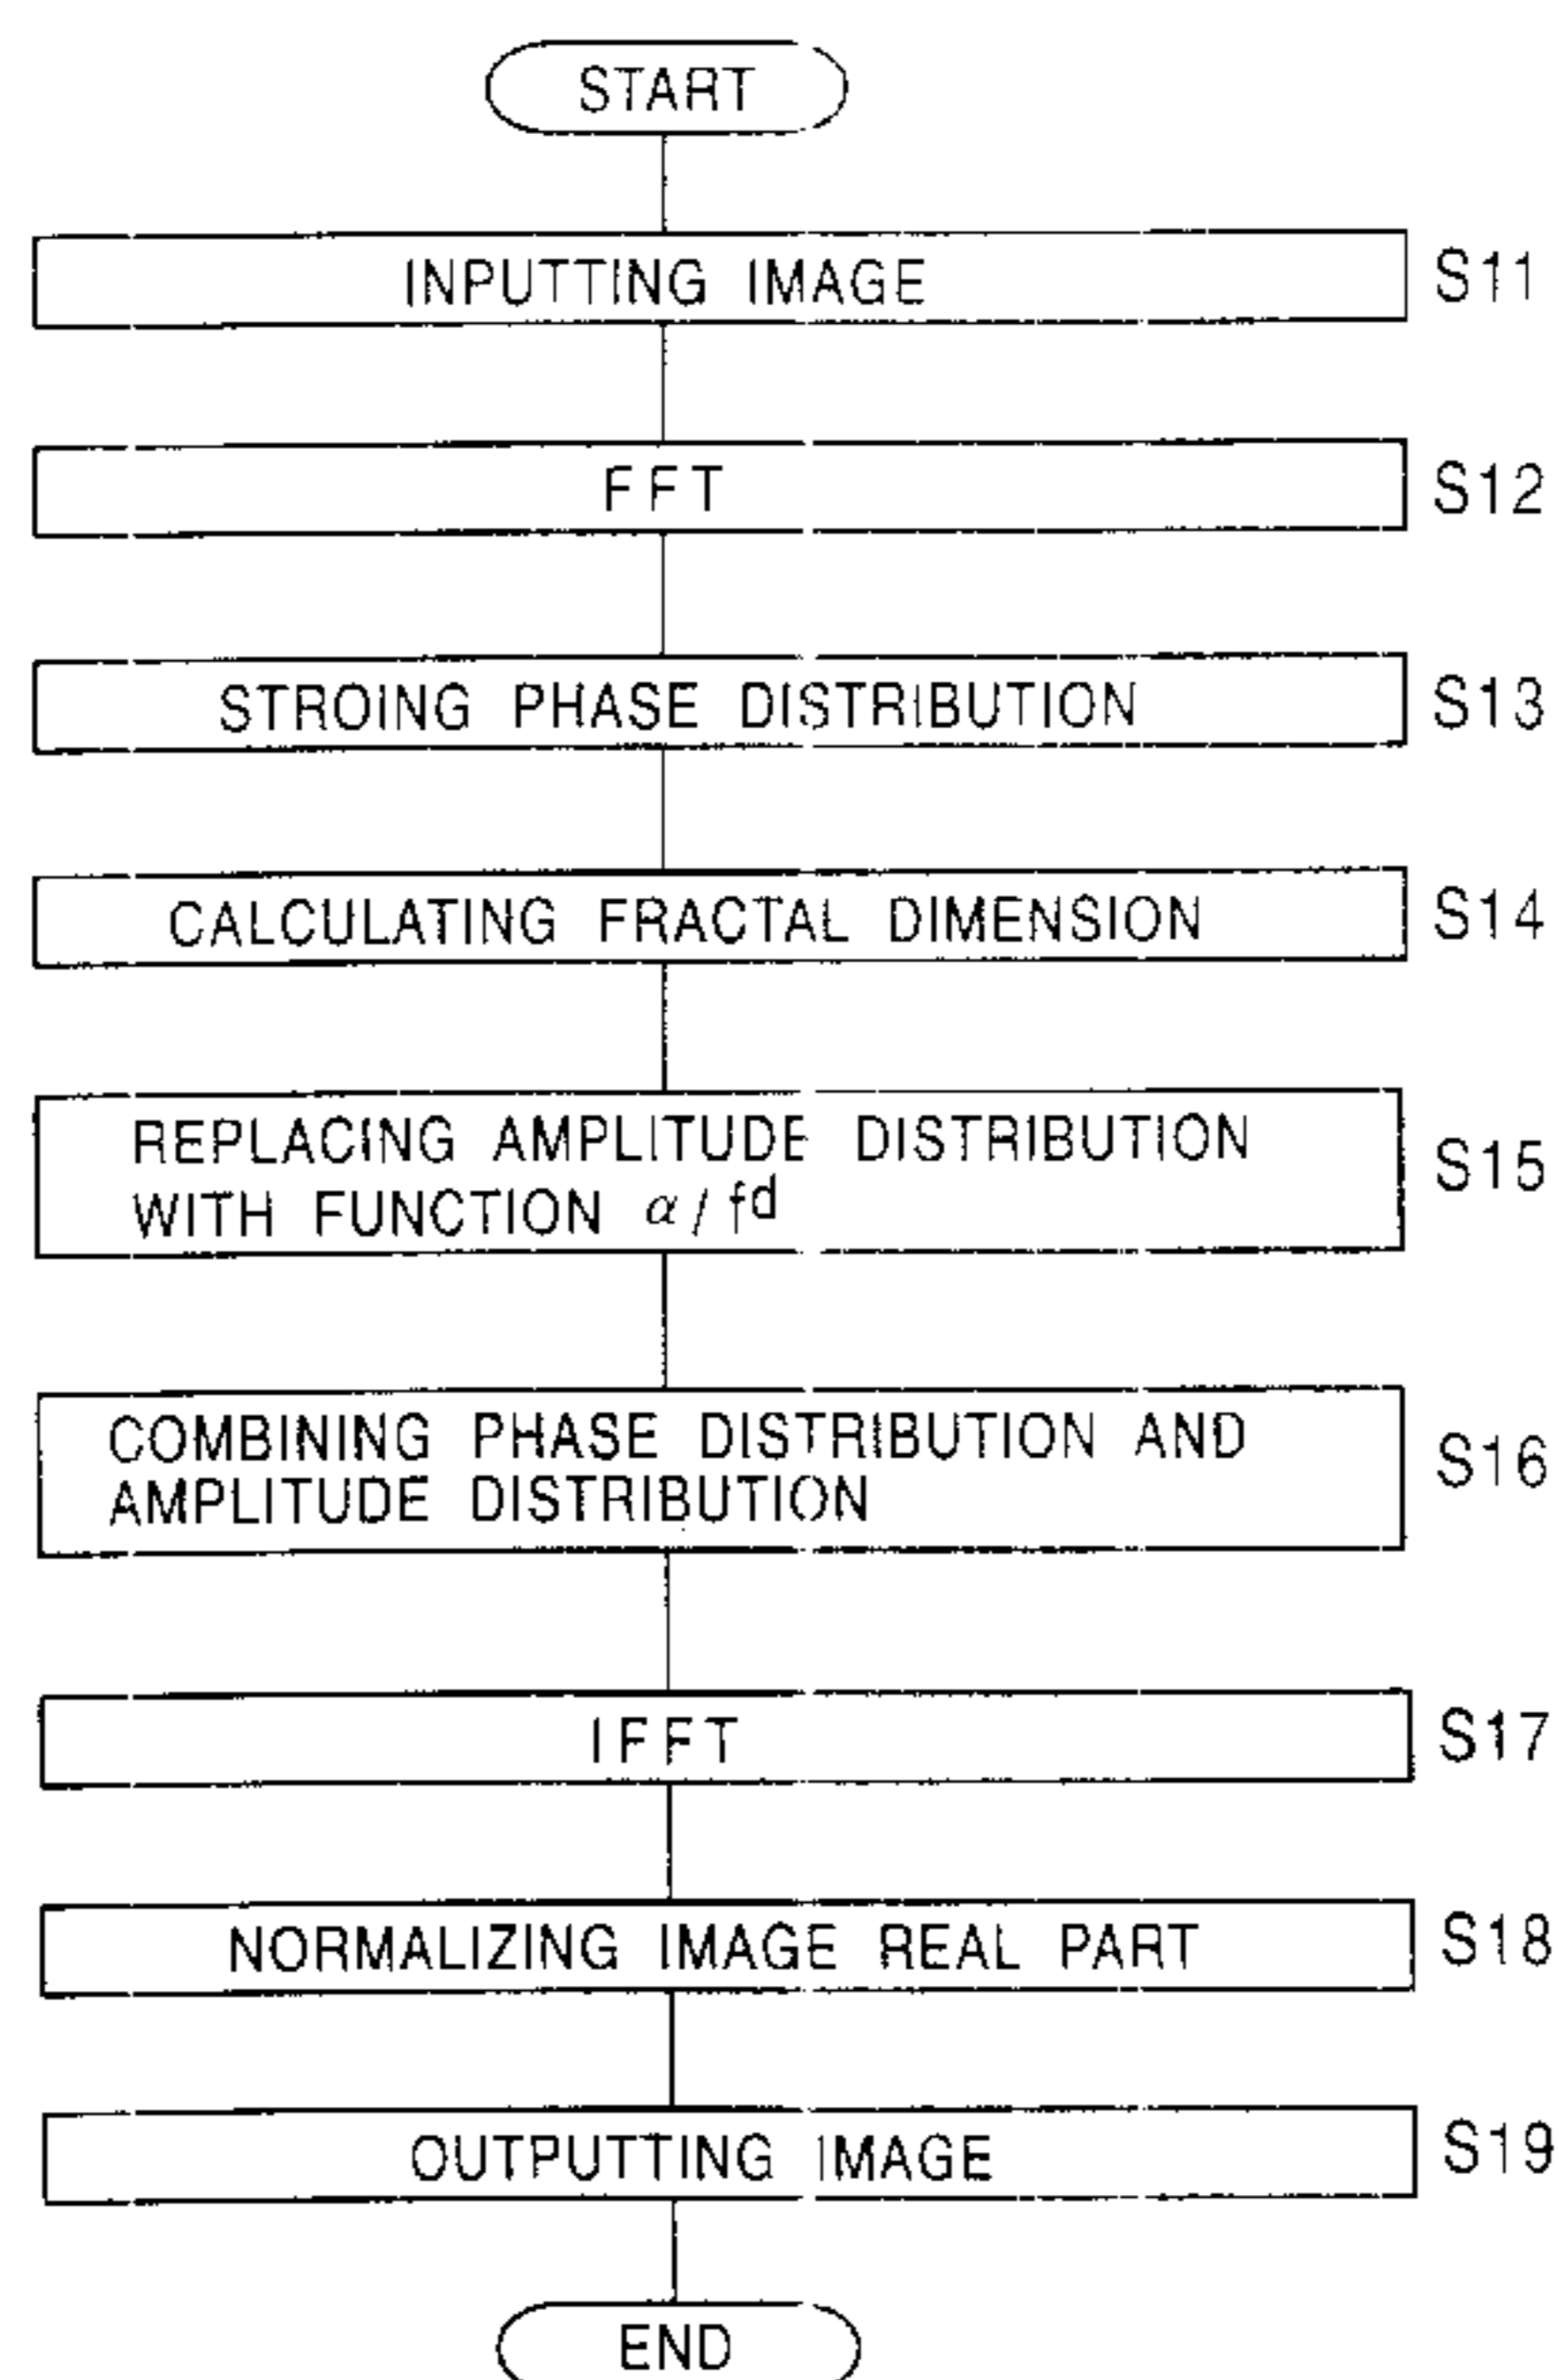 START
INPUTTING IMAGE S11
FFT S12
STROING PHASE DISTRIBUTION S13
CALCULATING FRACTAL DIMENSION S14
REPLACING AMPLITUDE DISTRIBUTION
WITH FUNCTION α/fd
S15
COMBINING PHASE DISTRIBUTION AND
AMPLITUDE DISTRIBUTION
S16
IFFT S17
NORMALIZING IMAGE REAL PART S18
OUTPUTTING IMAGE S19
END